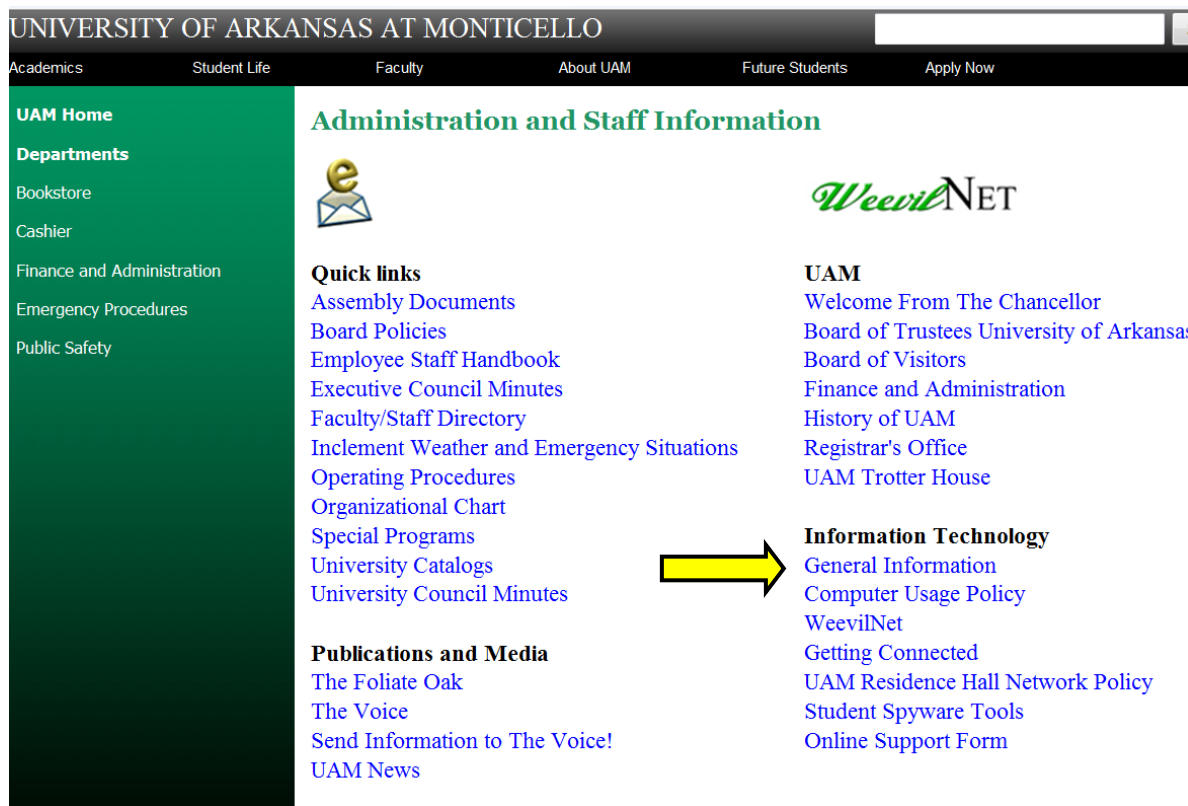 UNIVERSITY OF ARKANSAS AT MONTICELLO
Academics Student Life Faculty About UAM Future Students Apply Now
UAM Home
Departments
Bookstore
Cashier
Finance and Administration
Emergency Procedures
Public Safety
Administration and Staff Information
e
WeevilNET
Quick links
Assembly Documents
Board Policies
Employee Staff Handbook
Executive Council Minutes
Faculty/Staff Directory
Inclement Weather and Emergency Situations
Operating Procedures
Organizational Chart
Special Programs
University Catalogs
University Council Minutes
Publications and Media
The Foliate Oak
The Voice
Send Information to The Voice!
UAM News
UAM
Welcome From The Chancellor
Board of Trustees University of Arkansas
Board of Visitors
Finance and Administration
History of UAM
Registrar's Office
UAM Trotter House
Information Technology
General Information
Computer Usage Policy
WeevilNet
Getting Connected
UAM Residence Hall Network Policy
Student Spyware Tools
Online Support Form